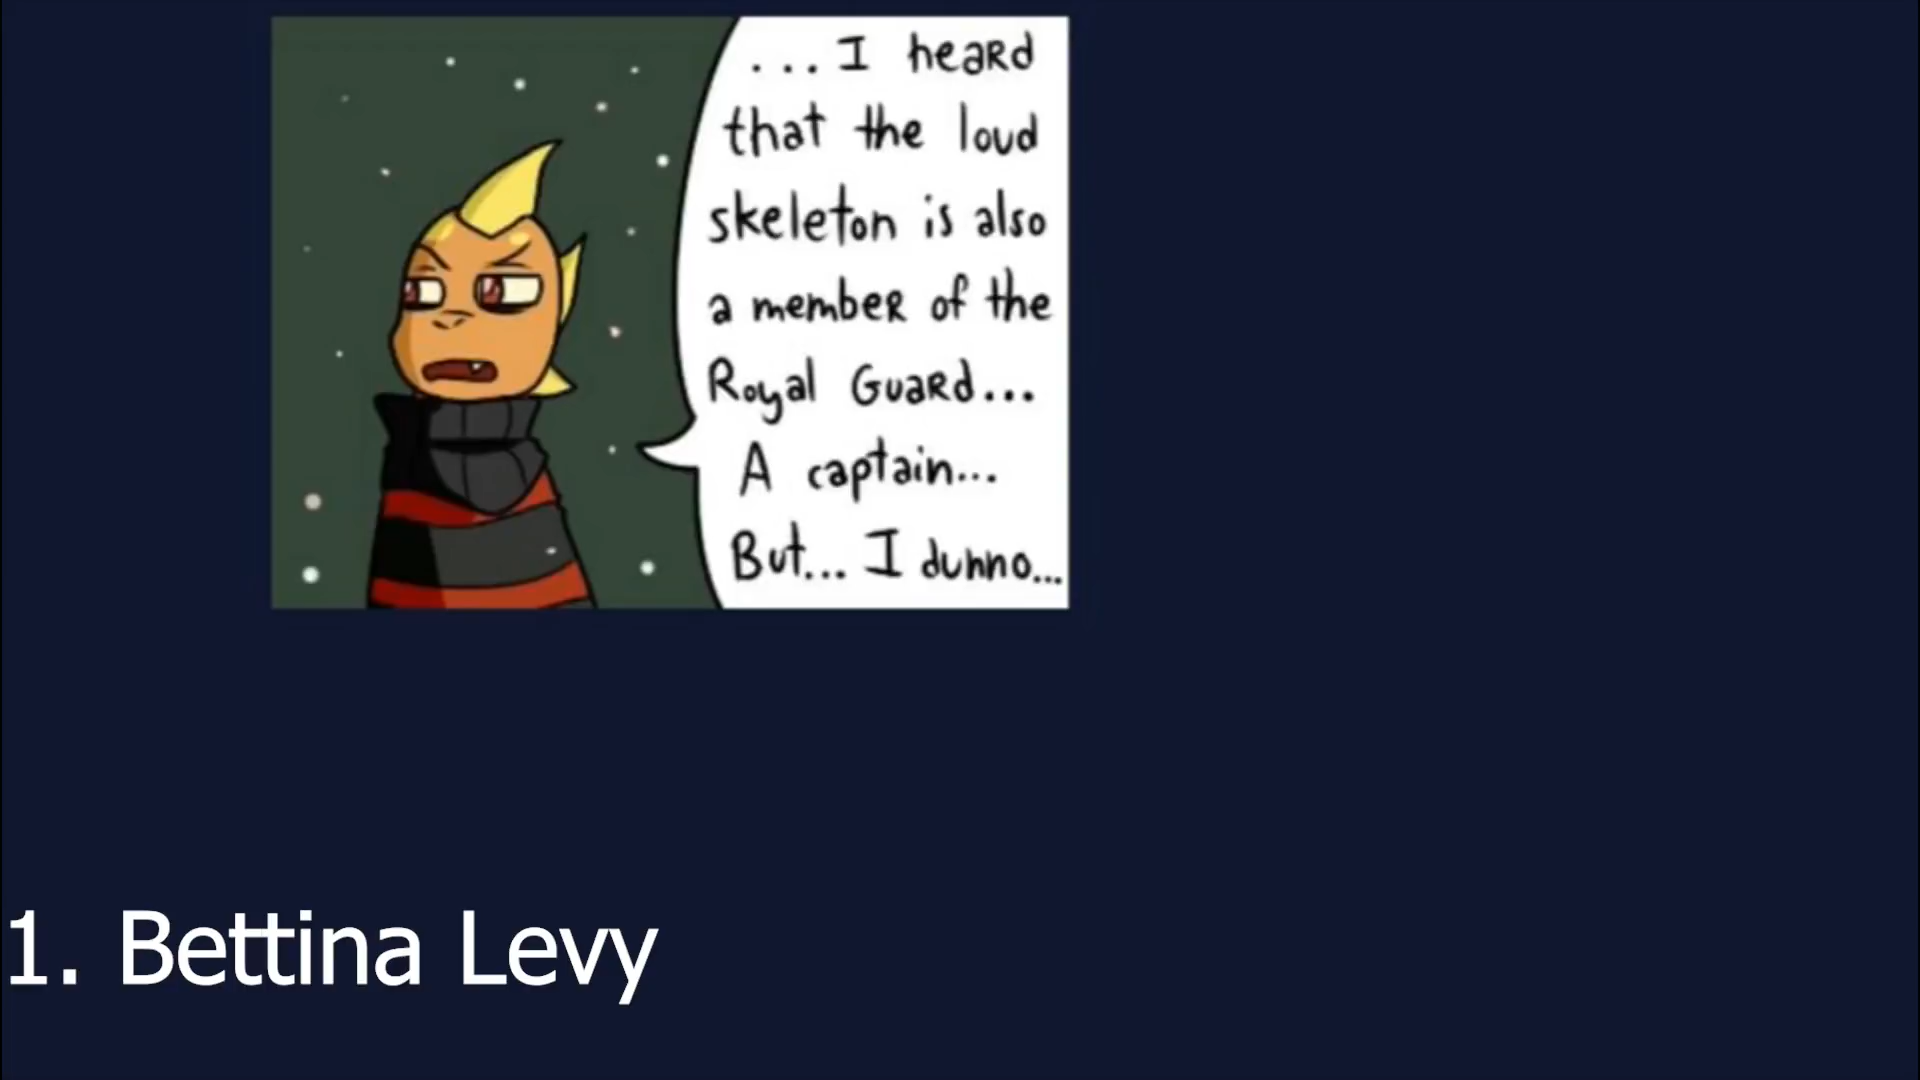 ...I heard
that the loud
skeleton is also
a member of the
Royal Guard...
A captain...
But... I dunno...
1. Bettina Levy